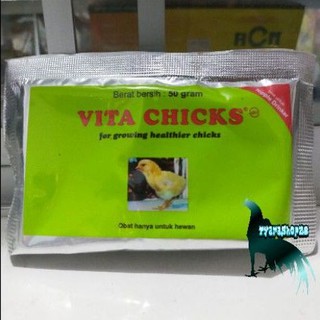 Berat bersih : 50 gram
VITA CHICKS®
for growing healthier chicks
Obat hanya untuk hewan